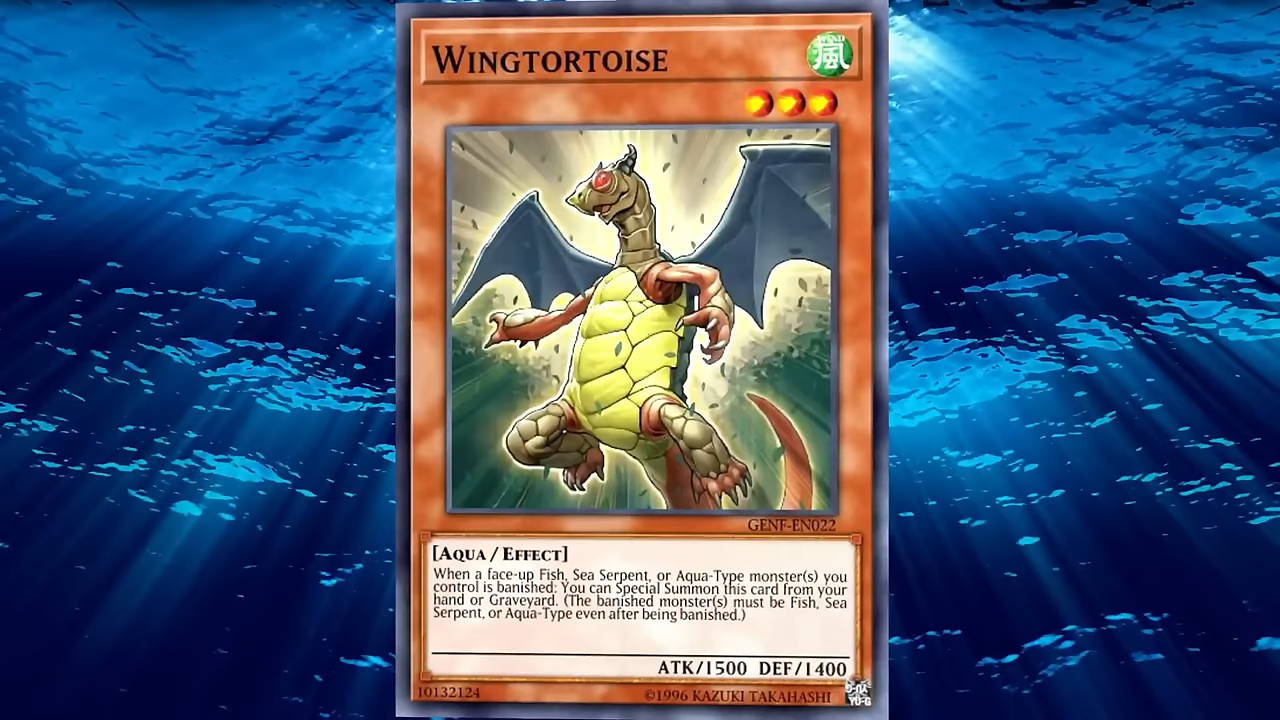 WINGTORTOISE
GENF-EN022
[AQUA / EFFECT]
When a face-up Fish, Sea Serpent, or Aqua-Type monster(s) you
control is banished: You can Special Summon this card from your
hand or Graveyard. (The banished monster(s) must be Fish, Sea
Serpent, or Aqua-Type even after being banished.)
ATK/1500 DEF/1400
10132124
©1996 KAZUKI TAKAHASHI